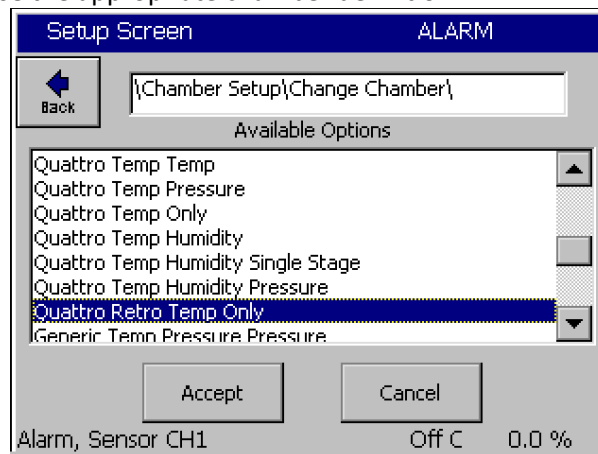 Setup Screen ALARM
Back
\Chamber Setup\Change Chamber\
Available Options
Quattro Temp Temp
Quattro Temp Pressure
Quattro Temp Only
Quattro Temp Humidity
Quattro Temp Humidity Single Stage
Quattro Temp Humidity Pressure
Quattro Retro Temp Only
Generic Temp Pressure Pressure
Accept Cancel
Alarm, Sensor CH1 Off C 0.0 %